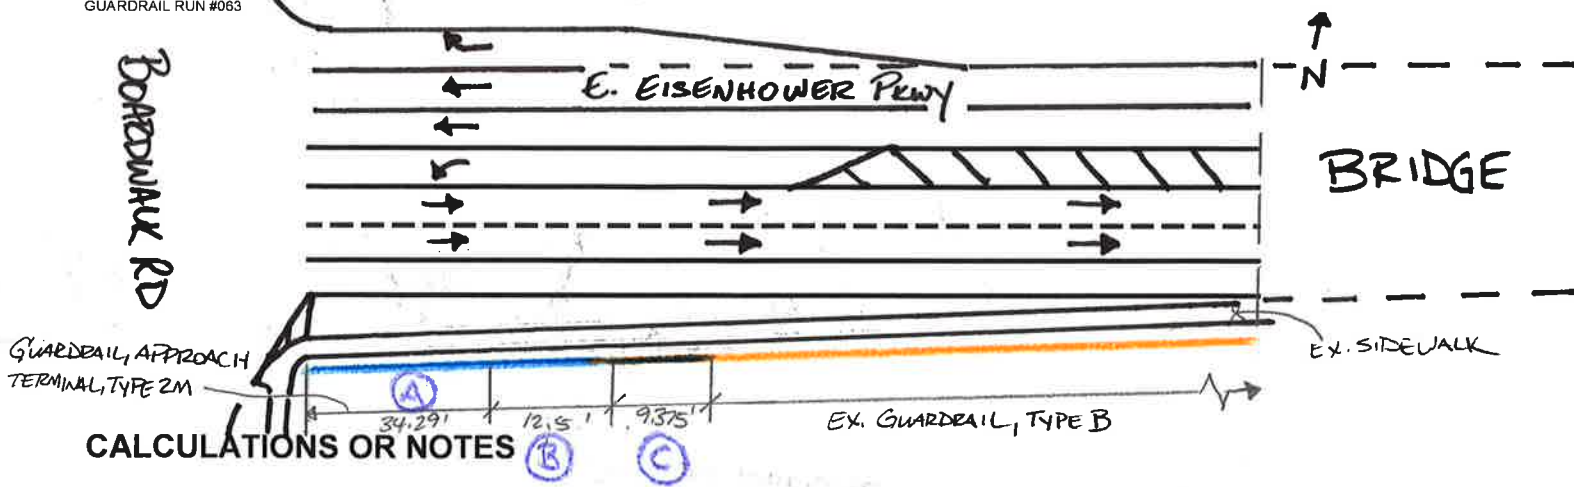 GUARDRAIL RUN #063
N
E. EISENHOWER PKWY
BOARDWALK RD
BRIDGE
GUARDRAIL, APPROACH
TERMINAL, TYPE 2M
EX. SIDEWALK
A
34.29'
12.5'
9.375'
EX. GUARDRAIL, TYPE B
CALCULATIONS OR NOTES
B
C